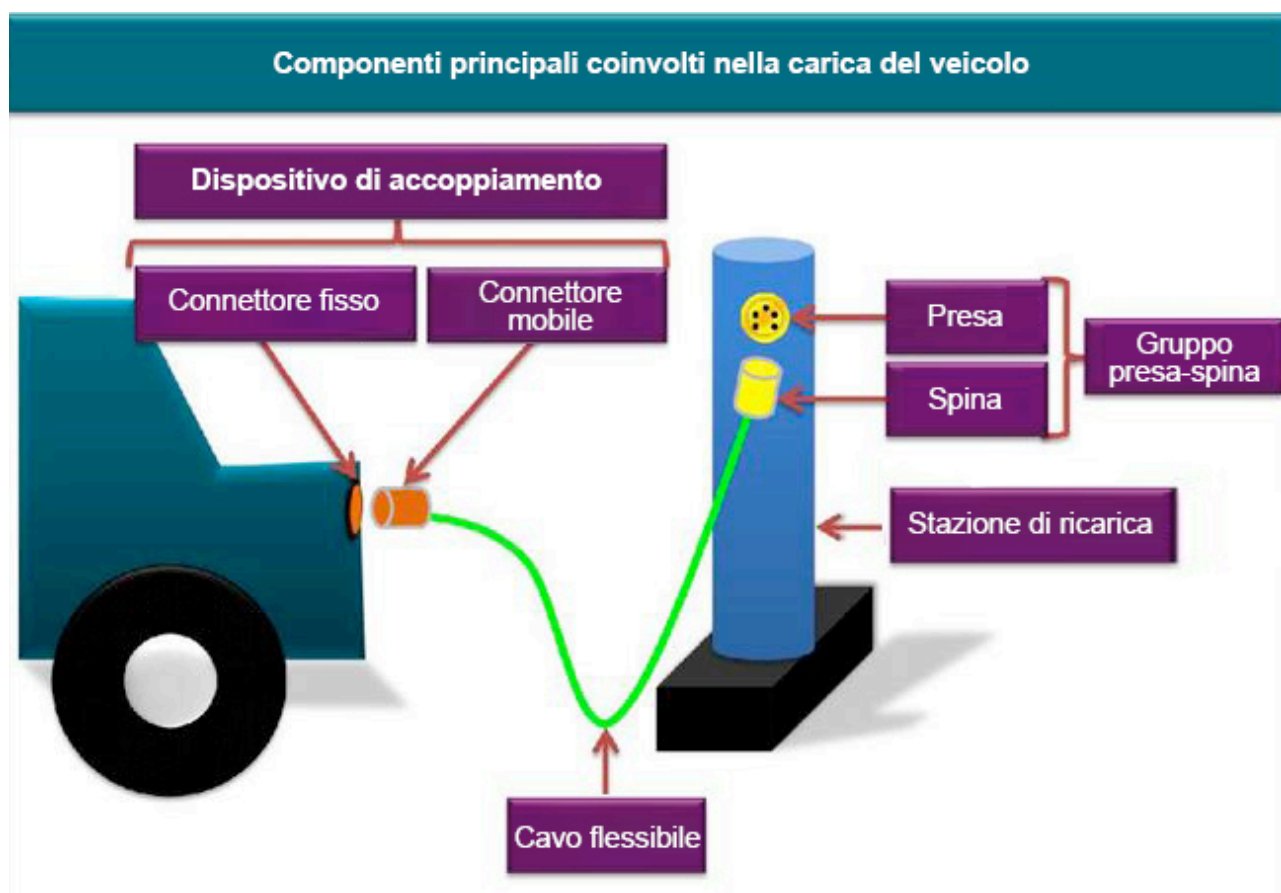 Componenti principali coinvolti nella carica del veicolo
Dispositivo di accoppiamento
Connettore fisso
Connettore
mobile
Presa
Spina
Gruppo
presa-spina
Stazione di ricarica
Cavo flessibile